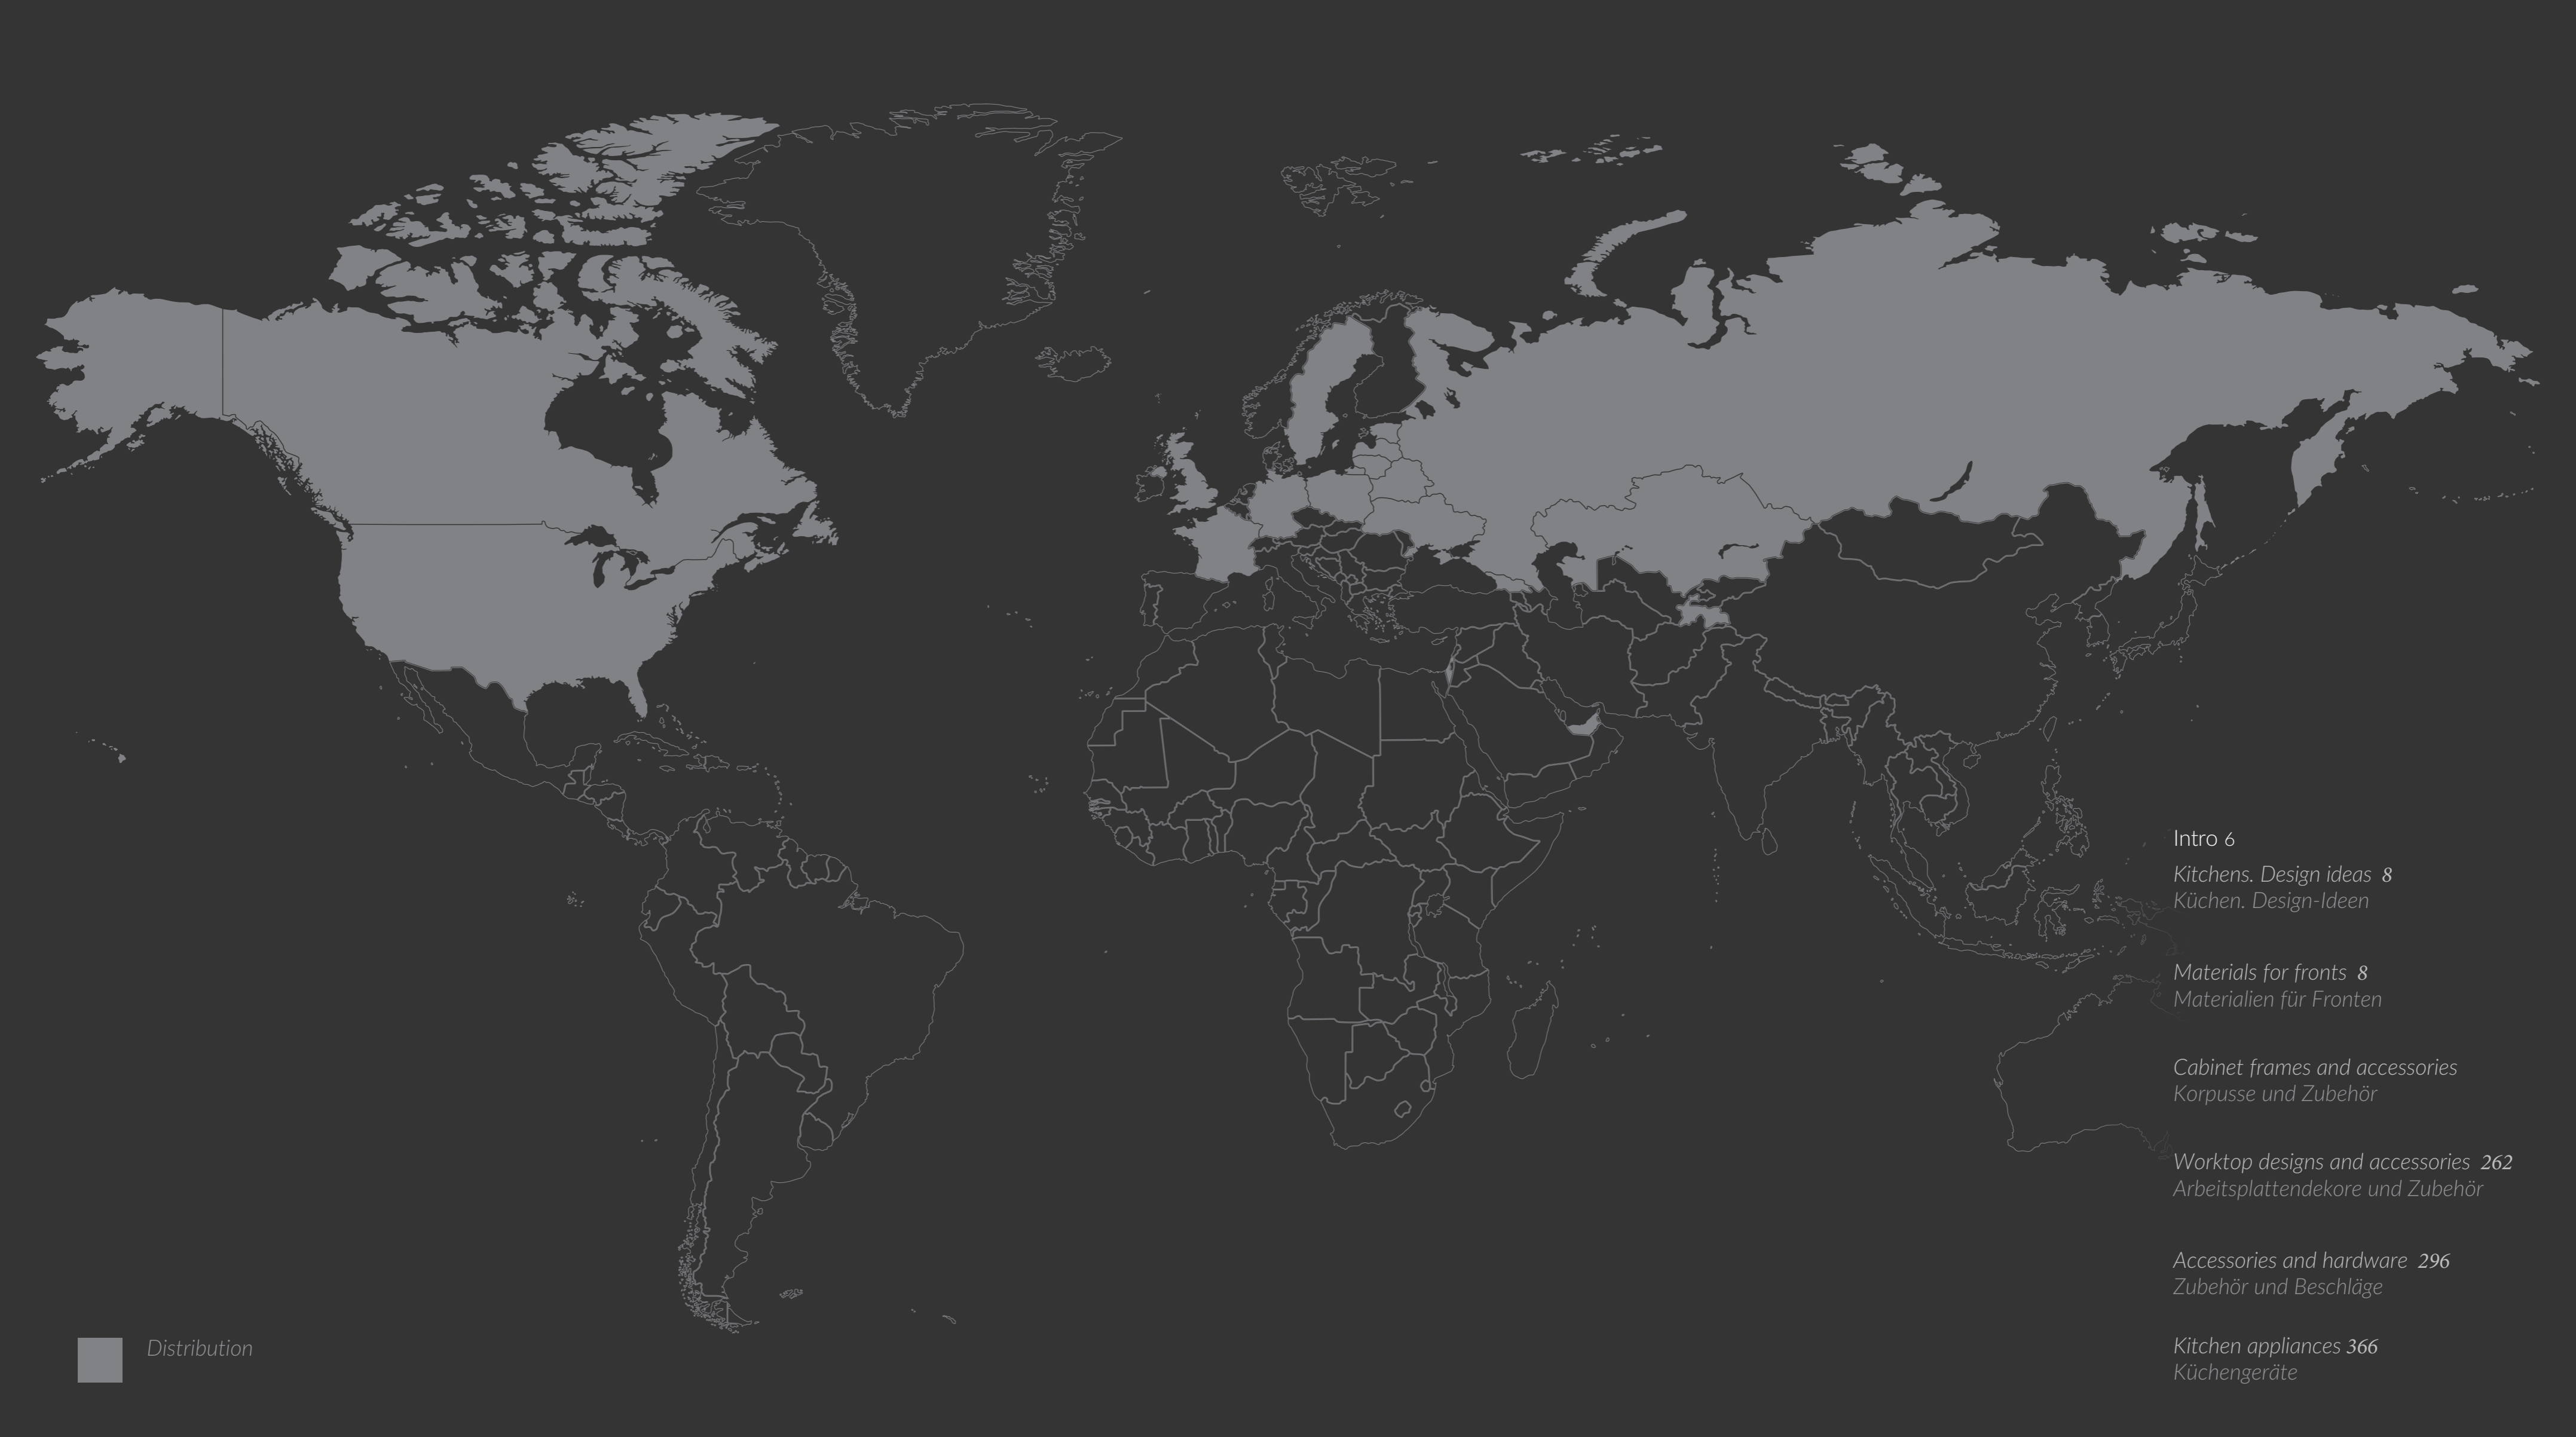 Intro 6
Kitchens. Design ideas 8
Küchen. Design-Ideen
Materials for fronts 8
Materialien für Fronten
Cabinet frames and accessories
Korpusse und Zubehör
Worktop designs and accessories 262
Arbeitsplattendekore und Zubehör
Accessories and hardware 296
Zubehör und Beschläge
Kitchen appliances 366
Küchengeräte
Distribution